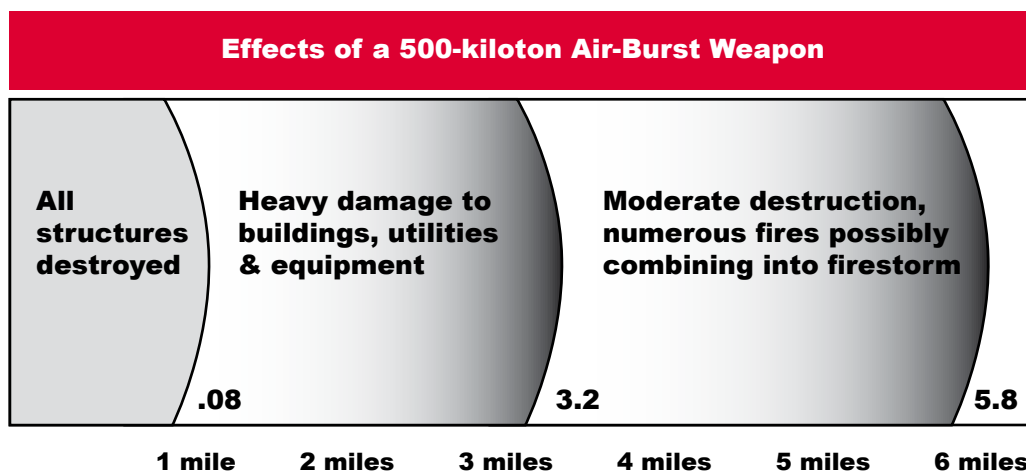 Effects of a 500-kiloton Air-Burst Weapon
All
structures
destroyed
Heavy damage to
buildings, utilities
& equipment
Moderate destruction,
numerous fires possibly
combining into firestorm
.08
3.2
5.8
1 mile
2 miles
3 miles
4 miles
5 miles
6 miles